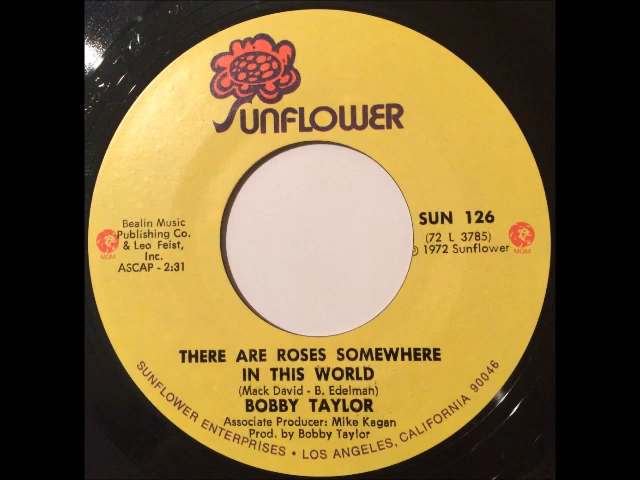 SUNFLOWER
Bealin Music
Publishing Co.
& Leo Feist,
Inc.
ASCAP - 2:31
MGM
SUN 126
(72 L 3785)
℗ 1972 Sunflower
MGM
THERE ARE ROSES SOMEWHERE
IN THIS WORLD
(Mack David - B. Edelman)
BOBBY TAYLOR
Associate Producer: Mike Kagan
Prod. by Bobby Taylor
SUNFLOWER ENTERPRISES • LOS ANGELES, CALIFORNIA 90046